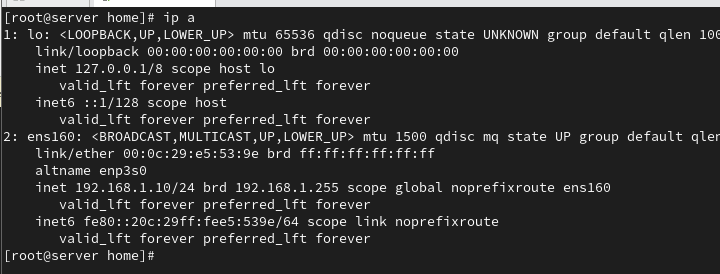 [root@server home]# ip a
1: lo: <LOOPBACK,UP,LOWER_UP> mtu 65536 qdisc noqueue state UNKNOWN group default qlen 100
link/loopback 00:00:00:00:00:00 brd 00:00:00:00:00:00
inet 127.0.0.1/8 scope host lo
valid_lft forever preferred_lft forever
inet6 ::1/128 scope host
valid_lft forever preferred_lft forever
2: ens160: <BROADCAST,MULTICAST,UP,LOWER_UP> mtu 1500 qdisc mq state UP group default qlen
link/ether 00:0c:29:e5:53:9e brd ff:ff:ff:ff:ff:ff
altname enp3s0
inet 192.168.1.10/24 brd 192.168.1.255 scope global noprefixroute ens160
valid_lft forever preferred_lft forever
inet6 fe80::20c:29ff:fee5:539e/64 scope link noprefixroute
valid_lft forever preferred_lft forever
[root@server home]#